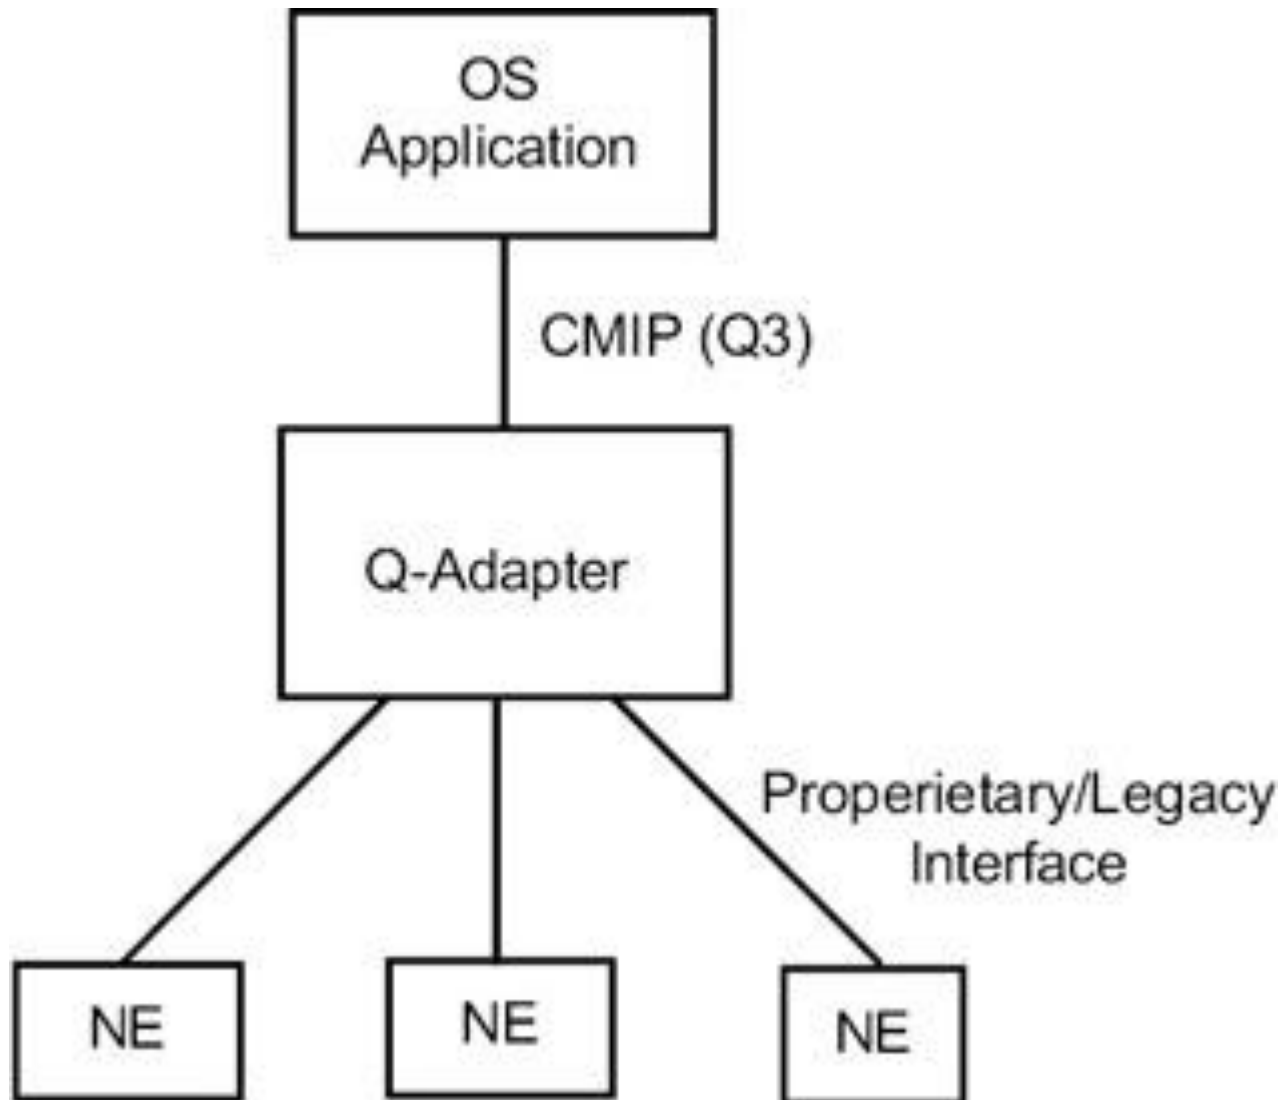 OS
Application
CMIP (Q3)
Q-Adapter
Properietary/Legacy
Interface
NE
NE
NE